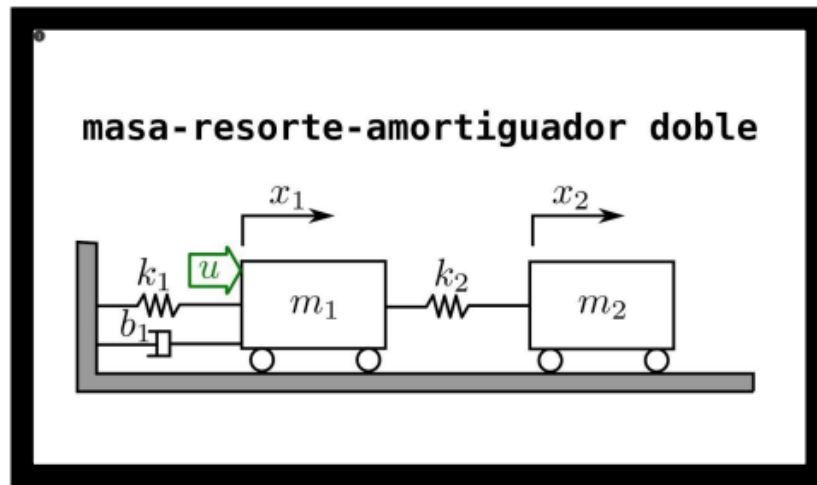 masa-resorte-amortiguador doble
x₁ x₂
u k₁ k₂
m₁ m₂
b₁